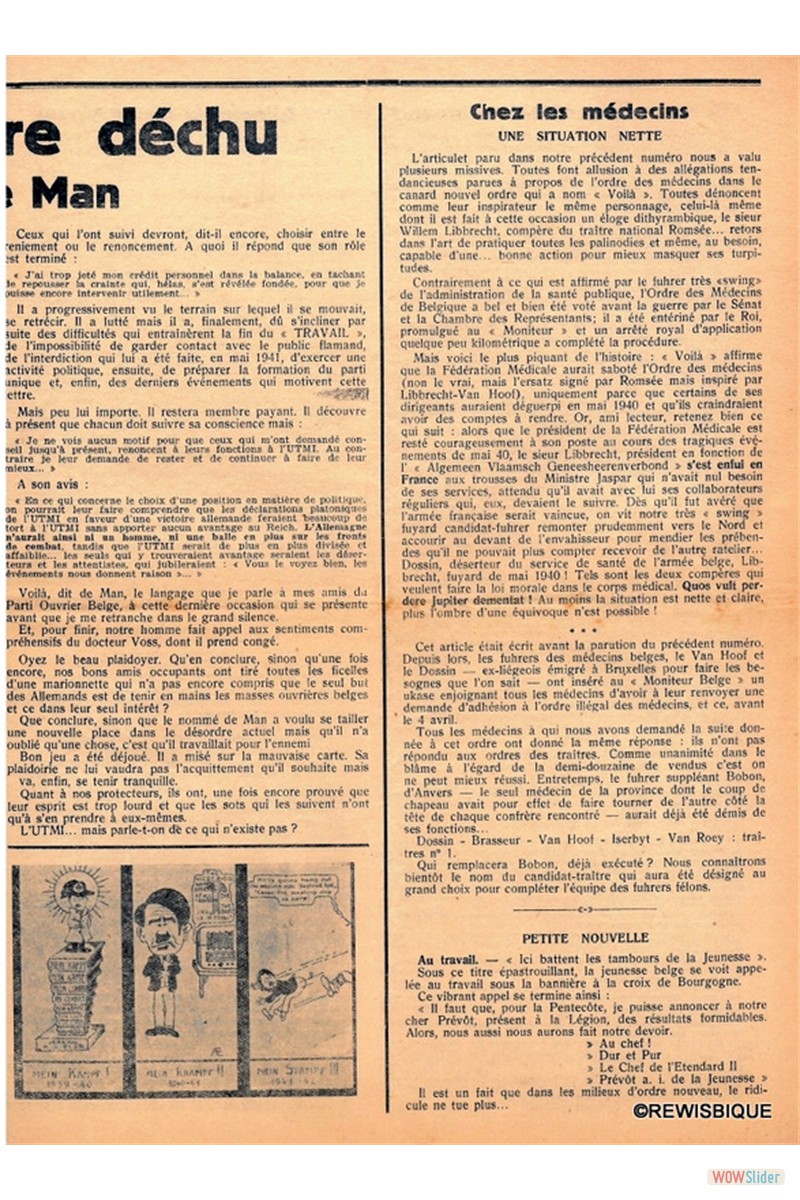 re déchu
e Man
Ceux qui l'ont suivi devront, dit-il encore, choisir entre le
reniement ou le renoncement. A quoi il répond que son rôle
est terminé :
« J'ai trop jeté mon crédit personnel dans la balance, en tachant
de repousser la crainte qui, hélas, s'est révélée fondée, pour que je
puisse encore intervenir utilement... »
Il a progressivement vu le terrain sur lequel il se mouvait,
se retrécir. Il a lutté mais il a, finalement, dû s'incliner par
suite des difficultés qui entraînèrent la fin du « TRAVAIL »,
de l'impossibilité de garder contact avec le public flamand,
de l'interdiction qui lui a été faite, en mai 1941, d'exercer une
activité politique, ensuite, de préparer la formation du parti
unique et, enfin, des derniers événements qui motivent cette
lettre.
Mais peu lui importe. Il restera membre payant. Il découvre
à présent que chacun doit suivre sa conscience mais :
« Je ne vois aucun motif pour que ceux qui m'ont demandé con-
seil jusqu'à présent, renoncent à leurs fonctions à l'UTMI. Au con-
traire je leur demande de rester et de continuer à faire de leur
mieux... »
A son avis :
« En ce qui concerne le choix d'une position en matière de politique,
on pourrait leur faire comprendre que les déclarations platoniques
de l'UTMI en faveur d'une victoire allemande feraient beaucoup de
tort à l'UTMI sans apporter aucun avantage au Reich. L'Allemagne
n'aurait ainsi ni un homme, ni une balle en plus sur les fronts
de combat, tandis que l'UTMI serait de plus en plus divisée et
affaiblie... les seuls qui y trouveraient avantage seraient les déser-
teurs et les attentistes, qui jubileraient : « Vous le voyez bien, les
événements nous donnent raison »... »
Voilà, dit de Man, le langage que je parle à mes amis du
Parti Ouvrier Belge, à cette dernière occasion qui se présente
avant que je me retranche dans le grand silence.
Et, pour finir, notre homme fait appel aux sentiments com-
préhensifs du docteur Voss, dont il prend congé.
Oyez le beau plaidoyer. Qu'en conclure, sinon qu'une fois
encore, nos bons amis occupants ont tiré toutes les ficelles
d'une marionnette qui n'a pas encore compris que le seul but
des Allemands est de tenir en mains les masses ouvrières belges
et ce dans leur seul intérêt ?
Que conclure, sinon que le nommé de Man a voulu se tailler
une nouvelle place dans le désordre actuel mais qu'il n'a
oublié qu'une chose, c'est qu'il travaillait pour l'ennemi
Bon jeu a été déjoué. Il a misé sur la mauvaise carte. Sa
plaidoirie ne lui vaudra pas l'acquittement qu'il souhaite mais
va, enfin, se tenir tranquille.
Quant à nos protecteurs, ils ont, une fois encore prouvé que
leur esprit est trop lourd et que les sots qui les suivent n'ont
qu'à s'en prendre à eux-mêmes.
L'UTMI... mais parle-t-on de ce qui n'existe pas ?
MEIN KAMPF
MEIN KAMPF !
1939-40
MEIN KRAMPF !!
1940-41
MEIN STAMPF !!!
1941-42
Chez les médecins
UNE SITUATION NETTE
L'articulet paru dans notre précédent numéro nous a valu
plusieurs missives. Toutes font allusion à des allégations ten-
dancieuses parues à propos de l'ordre des médecins dans le
canard nouvel ordre qui a nom « Voilà ». Toutes dénoncent
comme leur inspirateur le même personnage, celui-là même
dont il est fait à cette occasion un éloge dithyrambique, le sieur
Willem Libbrecht, compère du traître national Romsée... retors
dans l'art de pratiquer toutes les palinodies et même, au besoin,
capable d'une... bonne action pour mieux masquer ses turpi-
tudes.
Contrairement à ce qui est affirmé par le fuhrer très «swing»
de l'administration de la santé publique, l'Ordre des Médecins
de Belgique a bel et bien été voté avant la guerre par le Sénat
et la Chambre des Représentants; il a été entériné par le Roi,
promulgué au « Moniteur » et un arrêté royal d'application
quelque peu kilométrique a complété la procédure.
Mais voici le plus piquant de l'histoire : « Voilà » affirme
que la Fédération Médicale aurait saboté l'Ordre des médecins
(non le vrai, mais l'ersatz signé par Romsée mais inspiré par
Libbrecht-Van Hoof), uniquement parce que certains de ses
dirigeants auraient déguerpi en mai 1940 et qu'ils craindraient
avoir des comptes à rendre. Or, ami lecteur, retenez bien ce
qui suit : alors que le président de la Fédération Médicale est
resté courageusement à son poste au cours des tragiques évé-
nements de mai 40, le sieur Libbrecht, président en fonction de
l' « Algemeen Vlaamsch Geneesheerenverbond » s'est enfui en
France aux trousses du Ministre Jaspar qui n'avait nul besoin
de ses services, attendu qu'il avait avec lui ses collaborateurs
réguliers qui, eux, devaient le suivre. Dès qu'il fut avéré que
l'armée française serait vaincue, on vit notre très « swing »
fuyard candidat-fuhrer remonter prudemment vers le Nord et
accourir au devant de l'envahisseur pour mendier les prében-
des qu'il ne pouvait plus compter recevoir de l'autre ratelier...
Dossin, déserteur du service de santé de l'armée belge, Lib-
brecht, fuyard de mai 1940 ! Tels sont les deux compères qui
veulent faire la loi morale dans le corps médical. Quos vult per-
dere Jupiter dementat ! Au moins la situation est nette et claire,
plus l'ombre d'une équivoque n'est possible !
* * *
Cet article était écrit avant la parution du précédent numéro.
Depuis lors, les fuhrers des médecins belges, le Van Hoof et
le Dossin — ex-liégeois émigré à Bruxelles pour faire les be-
sognes que l'on sait — ont inséré au « Moniteur Belge » un
ukase enjoignant tous les médecins d'avoir à leur renvoyer une
demande d'adhésion à l'ordre illégal des médecins, et ce, avant
le 4 avril.
Tous les médecins à qui nous avons demandé la suite don-
née à cet ordre ont donné la même réponse : ils n'ont pas
répondu aux ordres des traîtres. Comme unanimité dans le
blâme à l'égard de la demi-douzaine de vendus c'est on
ne peut mieux réussi. Entretemps, le fuhrer suppléant Bobon,
d'Anvers — le seul médecin de la province dont le coup de
chapeau avait pour effet de faire tourner de l'autre côté la
tête de chaque confrère rencontré — aurait déjà été démis de
ses fonctions...
Dossin - Brasseur - Van Hoof - Iserbyt - Van Roey : traî-
tres n° 1.
Qui remplacera Bobon, déjà exécuté ? Nous connaîtrons
bientôt le nom du candidat-traître qui aura été désigné au
grand choix pour compléter l'équipe des fuhrers félons.
PETITE NOUVELLE
Au travail. — « Ici battent les tambours de la Jeunesse ».
Sous ce titre épastrouillant, la jeunesse belge se voit appe-
lée au travail sous la bannière à la croix de Bourgogne.
Ce vibrant appel se termine ainsi :
« Il faut que, pour la Pentecôte, je puisse annoncer à notre
cher Prévôt, présent à la Légion, des résultats formidables.
Alors, nous aussi nous aurons fait notre devoir.
» Au chef !
» Dur et Pur
» Le Chef de l'Etendard II
» Prévôt a. i. de la Jeunesse »
Il est un fait que dans les milieux d'ordre nouveau, le ridi-
cule ne tue plus...
©REWISBIQUE
WOWSlider